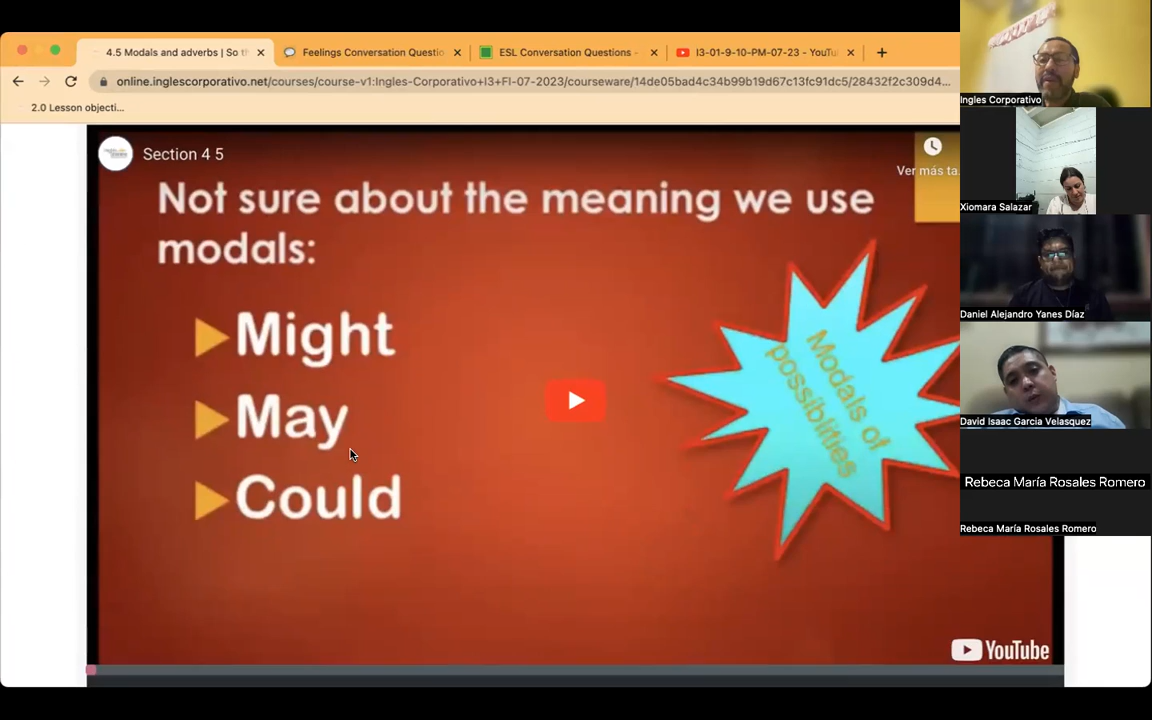 4.5 Modals and adverbs | So th
Feelings Conversation Questio
ESL Conversation Questions -
I3-01-9-10-PM-07-23 - YouTu
online.inglescorporativo.net/courses/course-v1:Ingles-Corporativo+I3+FI-07-2023/courseware/14de05bad4c34b99b19d67c13fc91dc5/28432f2c309d4...
2.0 Lesson objecti...
Section 4 5
Ver más ta.
Not sure about the meaning we use
modals:
Might
May
Could
Modals of
possiblities
YouTube
Ingles Corporativo
Xiomara Salazar
Daniel Alejandro Yanes Díaz
David Isaac Garcia Velasquez
Rebeca María Rosales Romero
Rebeca María Rosales Romero